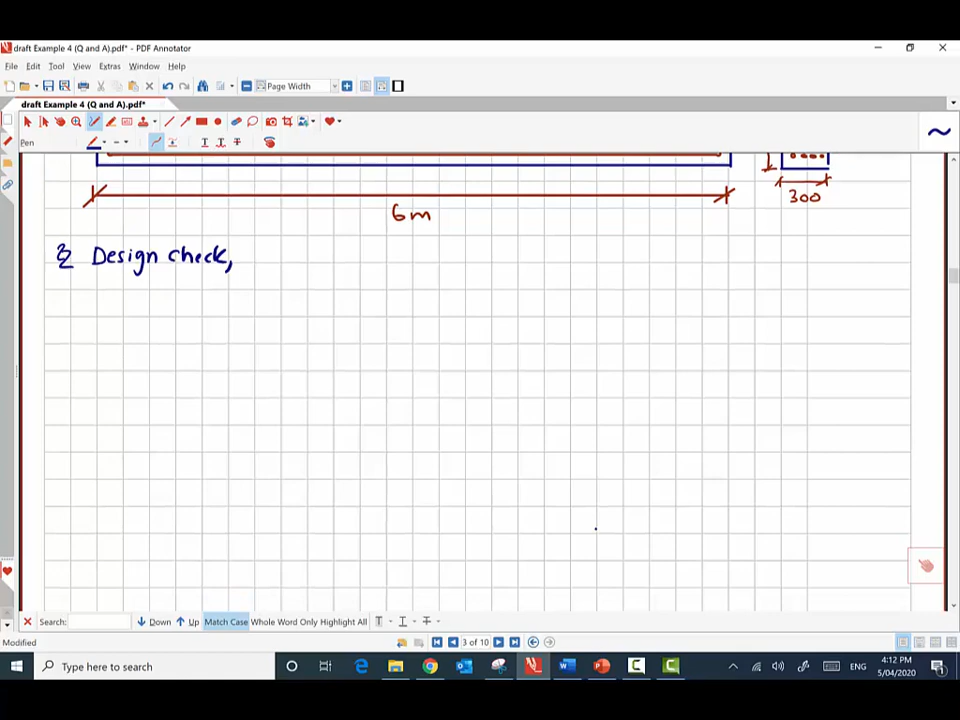 draft Example 4 (Q and A).pdf* - PDF Annotator
File Edit Tool View Extras Window Help
Page Width
draft Example 4 (Q and A).pdf*
Pen
6m
300
Design check,
Search: Down Up Match Case Whole Word Only Highlight All
3 of 10
Modified
Type here to search
ENG
4:12 PM
5/04/2020